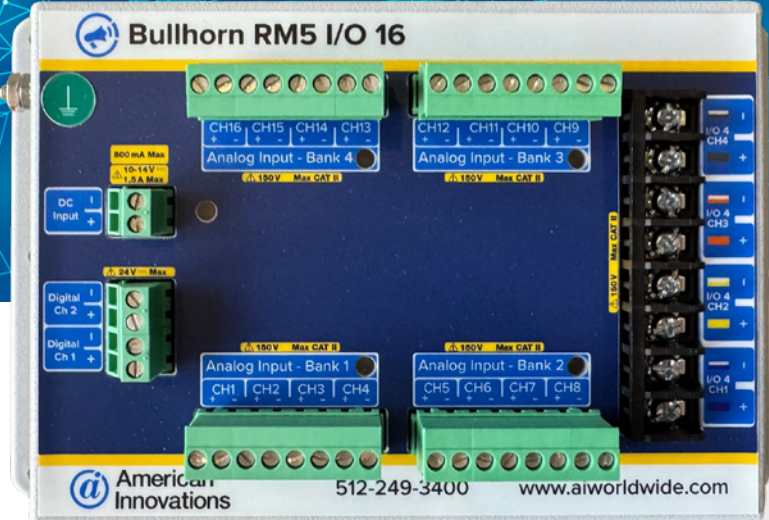 Bullhorn RM5 I/O 16
CH16 CH15 CH14 CH13
+ - + - + - + -
Analog Input - Bank 4
150V Max CAT II
CH12 CH11 CH10 CH9
+ - + - + - + -
Analog Input - Bank 3
150V Max CAT II
I/O 4
CH4
-
+
I/O 4
CH3
-
+
I/O 4
CH2
-
+
I/O 4
CH1
-
+
150V Max CAT II
800mA Max
10-14V
1.5A Max
DC
Input
-
+
24V Max
Digital
Ch 2
-
+
Digital
Ch 1
-
+
150V Max CAT II
Analog Input - Bank 1
CH1 CH2 CH3 CH4
+ - + - + - + -
150V Max CAT II
Analog Input - Bank 2
CH5 CH6 CH7 CH8
+ - + - + - + -
American
Innovations
512-249-3400
www.aiworldwide.com